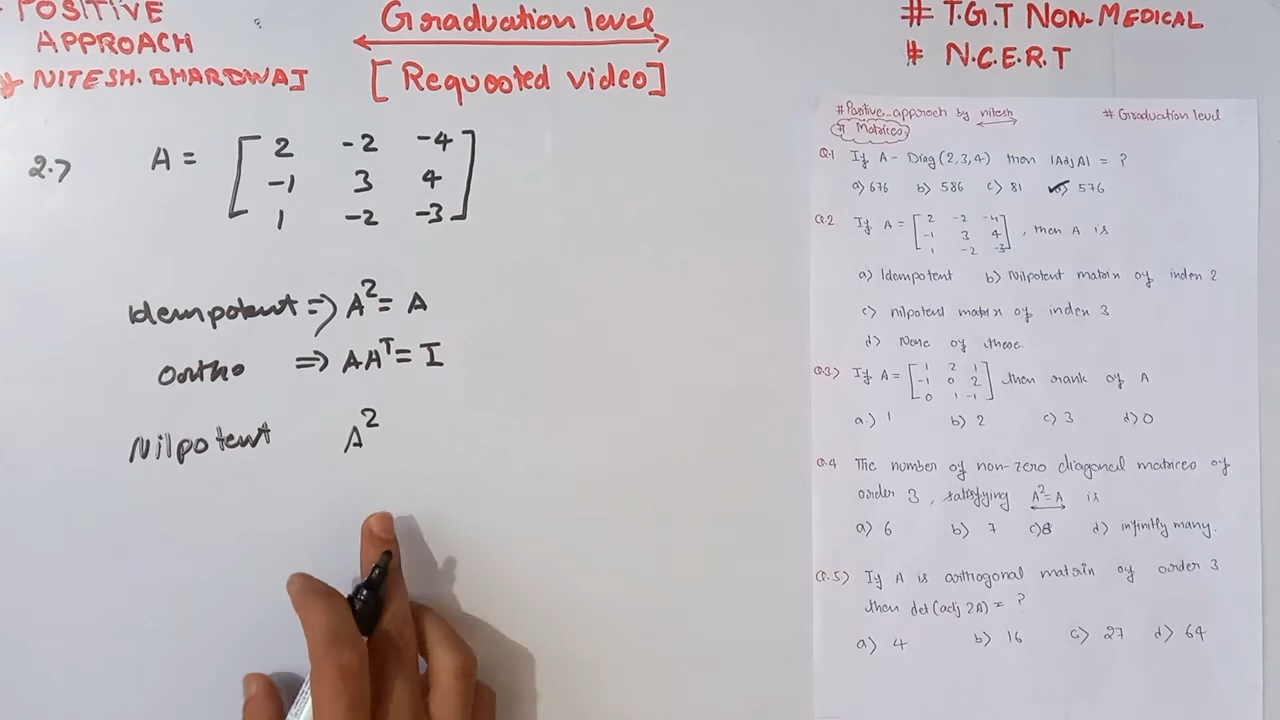 POSITIVE
APPROACH
NITESH. BHARDWAJ
Graduation level
[Requested video]
# T.G.T NON-MEDICAL
# N.C.E.R.T
2.7
A = [2 -2 -4
-1 3 4
1 -2 -3]
Idempotent => A² = A
Ortho => AAᵀ = I
Nilpotent A²
#Positive_approach by nitesh
# Graduation level
# Matrices
Q.1 If A - Diag(2,3,4) then |AdjA| = ?
a) 676 b) 586 c) 81 d) 576
Q.2 If A = [2 -2 -4
-1 3 4
1 -2 -3] , then A is
a) Idempotent b) Nilpotent matrix of index 2
c) nilpotent matrix of index 3
d) None of these.
Q.3) If A = [1 2 1
-1 0 2
0 1 -1] then rank of A
a.) 1 b) 2 c) 3 d) 0
Q.4 The number of non-zero diagonal matrices of
order 3, satisfying A² = A is
a) 6 b) 7 c) 8 d) infinitly many.
Q.5.) If A is orthogonal matrix of order 3
then det(adj 2A) = ?
a) 4 b) 16 c) 27 d) 64